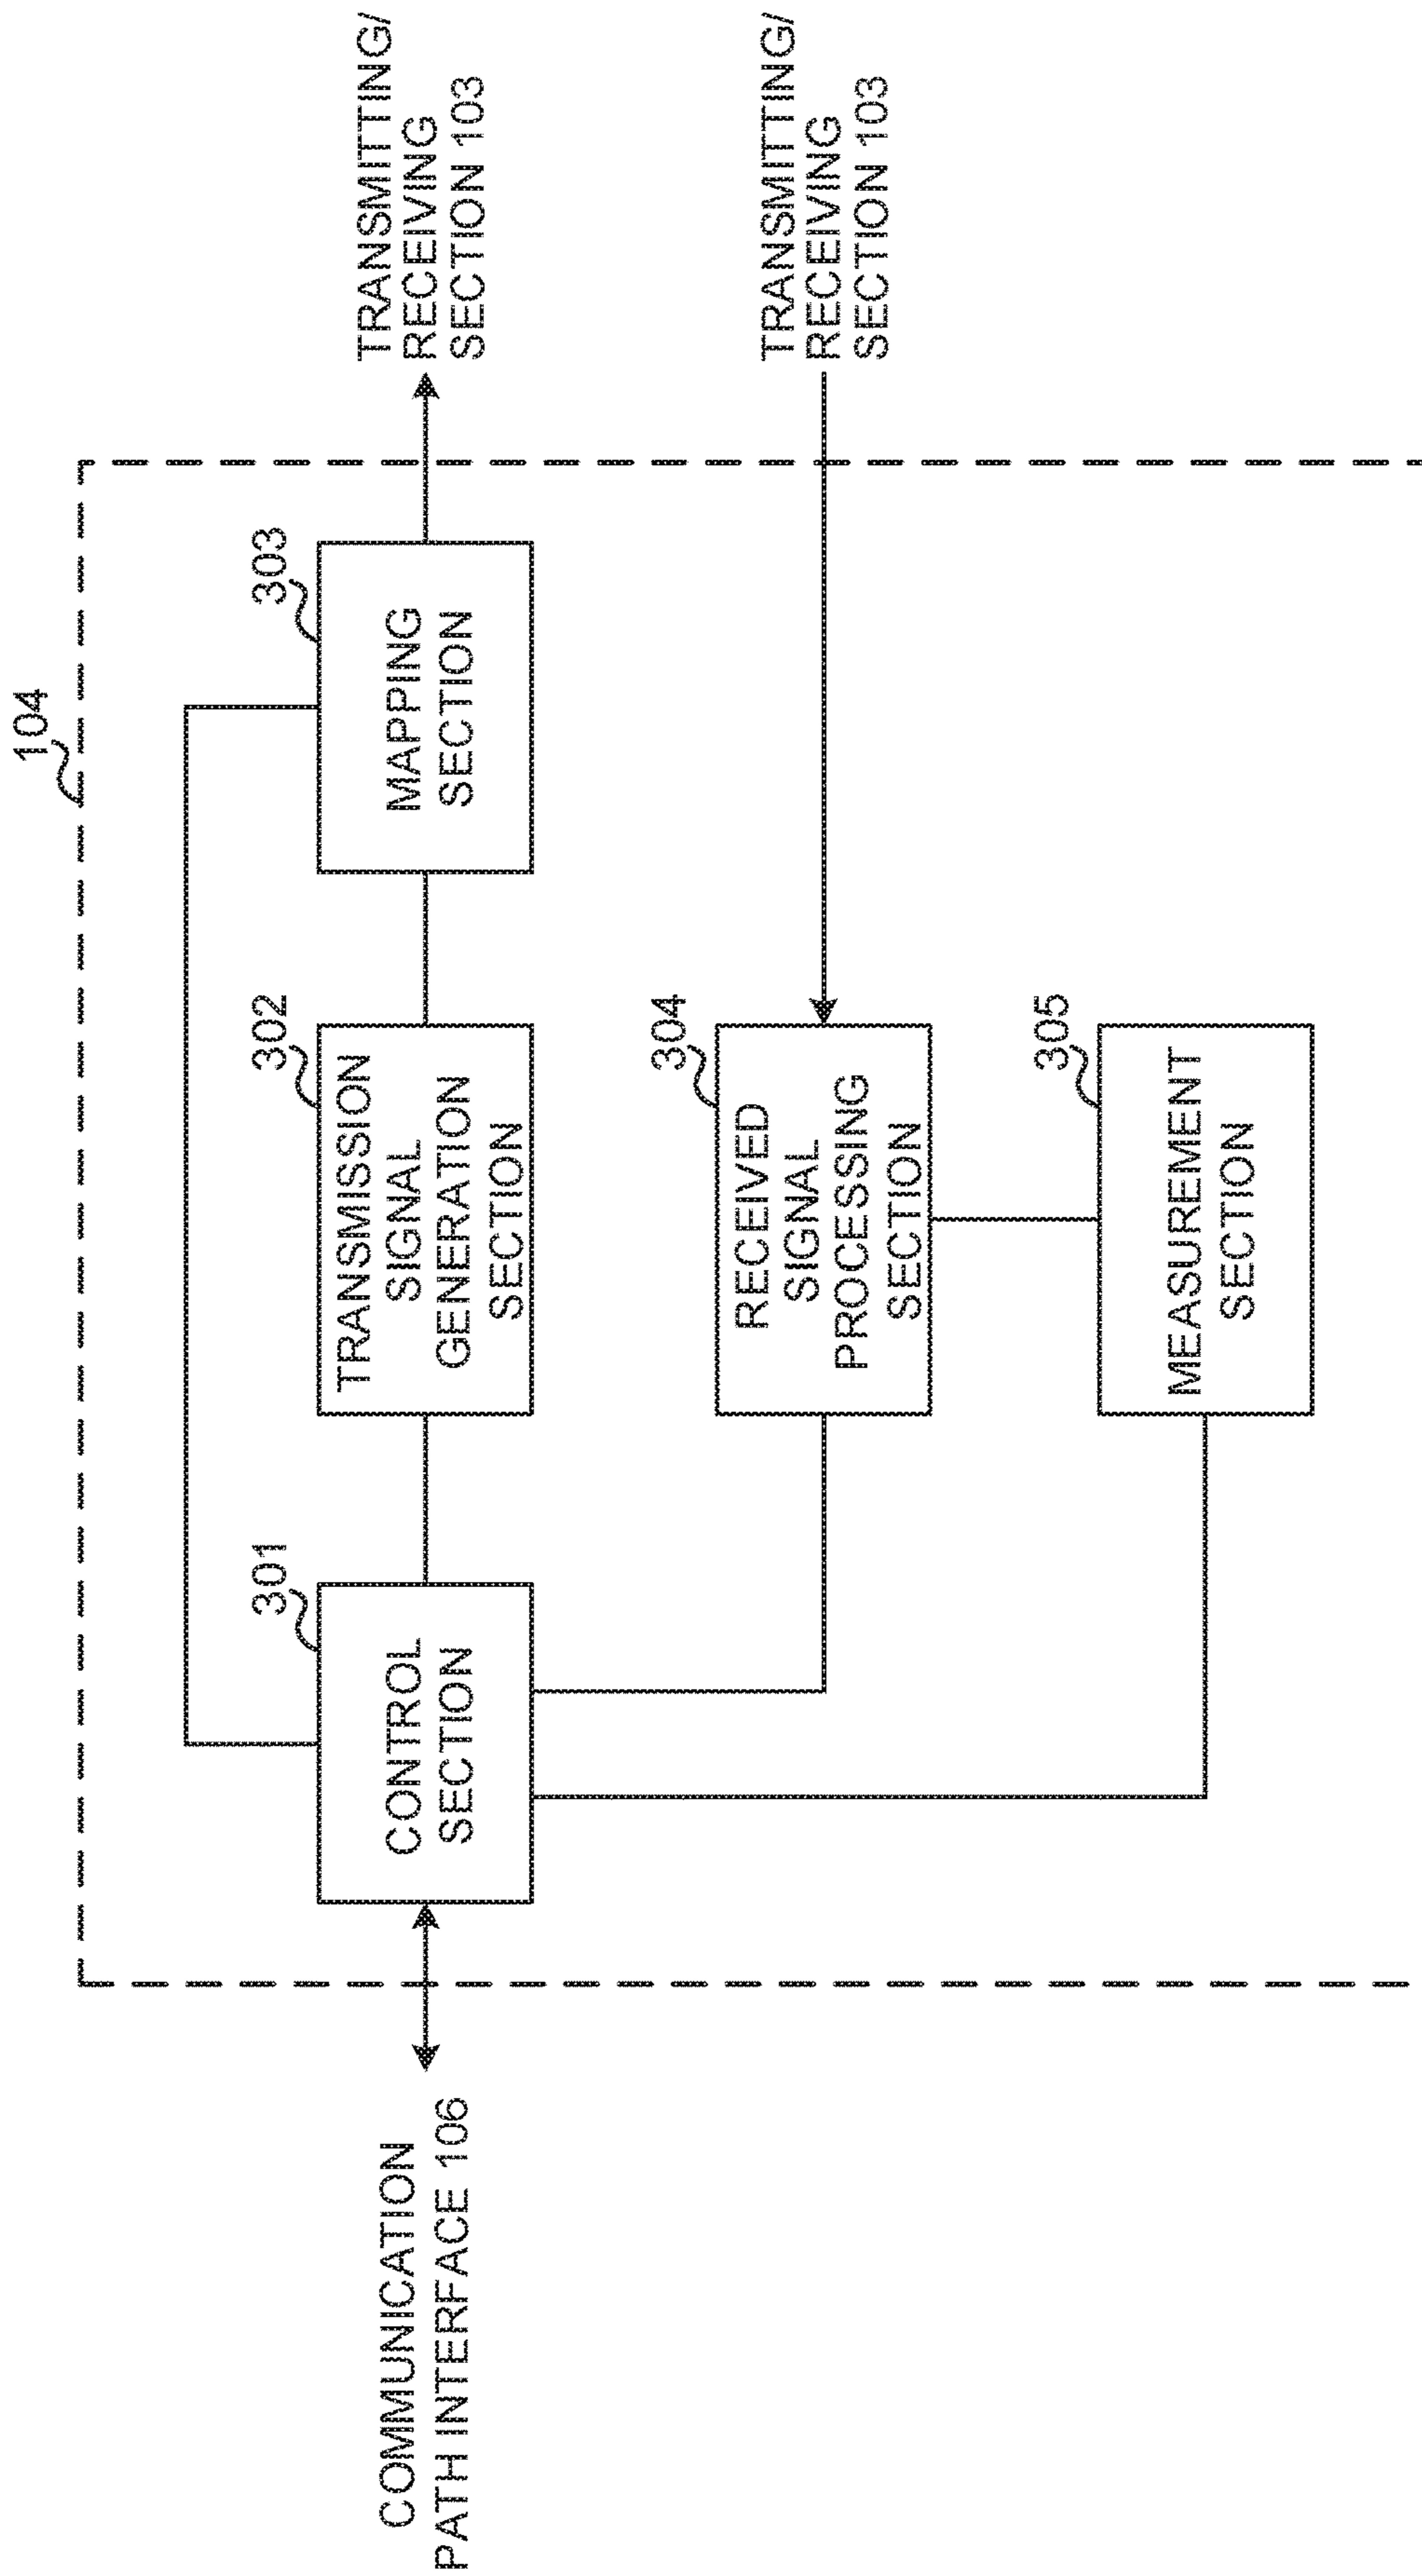 104
COMMUNICATION
PATH INTERFACE 106
301
CONTROL
SECTION
302
TRANSMISSION
SIGNAL
GENERATION
SECTION
303
MAPPING
SECTION
TRANSMITTING/
RECEIVING
SECTION 103
304
RECEIVED
SIGNAL
PROCESSING
SECTION
TRANSMITTING/
RECEIVING
SECTION 103
305
MEASUREMENT
SECTION